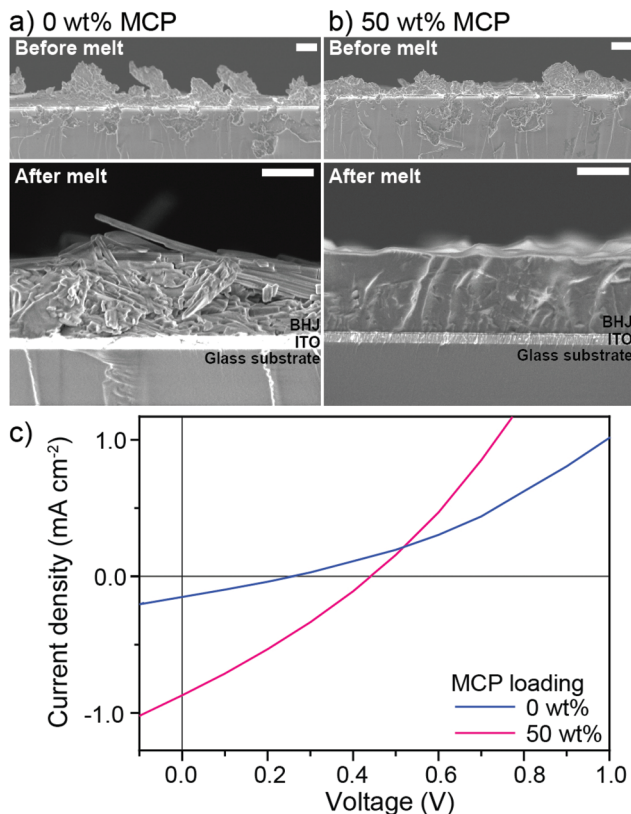 a) 0 wt% MCP
Before melt
After melt
BHJ
ITO
Glass substrate
b) 50 wt% MCP
Before melt
After melt
BHJ
ITO
Glass substrate
c)
Current density (mA cm⁻²)
1.0
0.0
-1.0
MCP loading
0 wt%
50 wt%
0.0 0.2 0.4 0.6 0.8 1.0
Voltage (V)